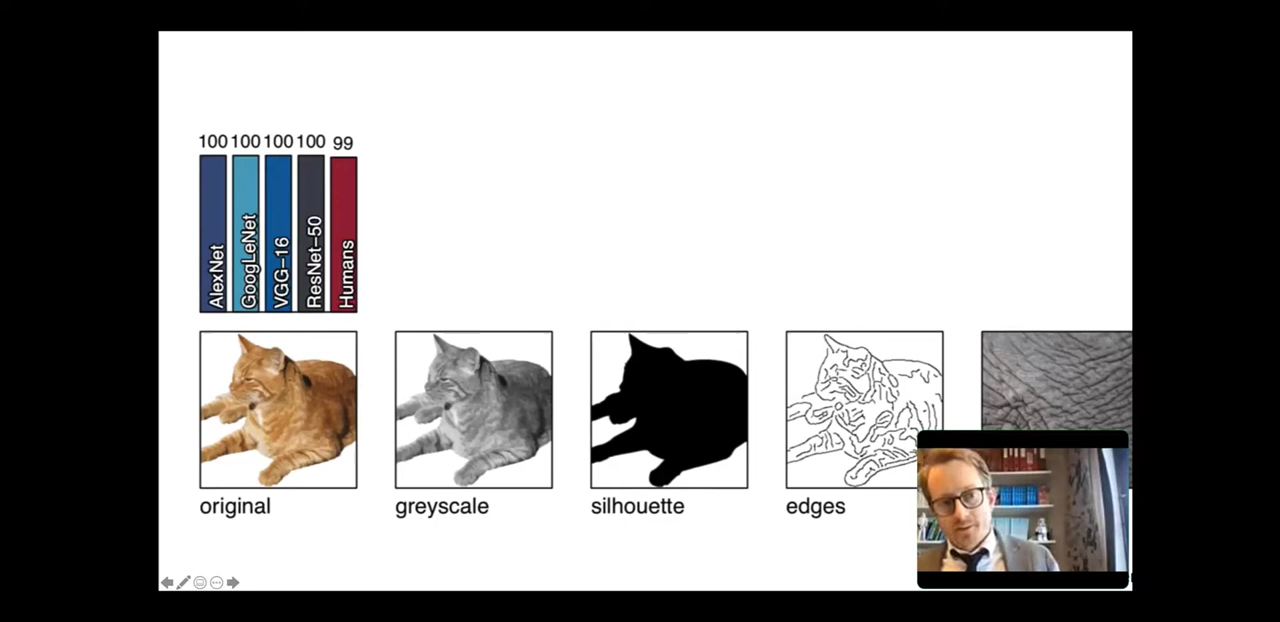 100 100 100 100 99
AlexNet
GoogLeNet
VGG-16
ResNet-50
Humans
original
greyscale
silhouette
edges